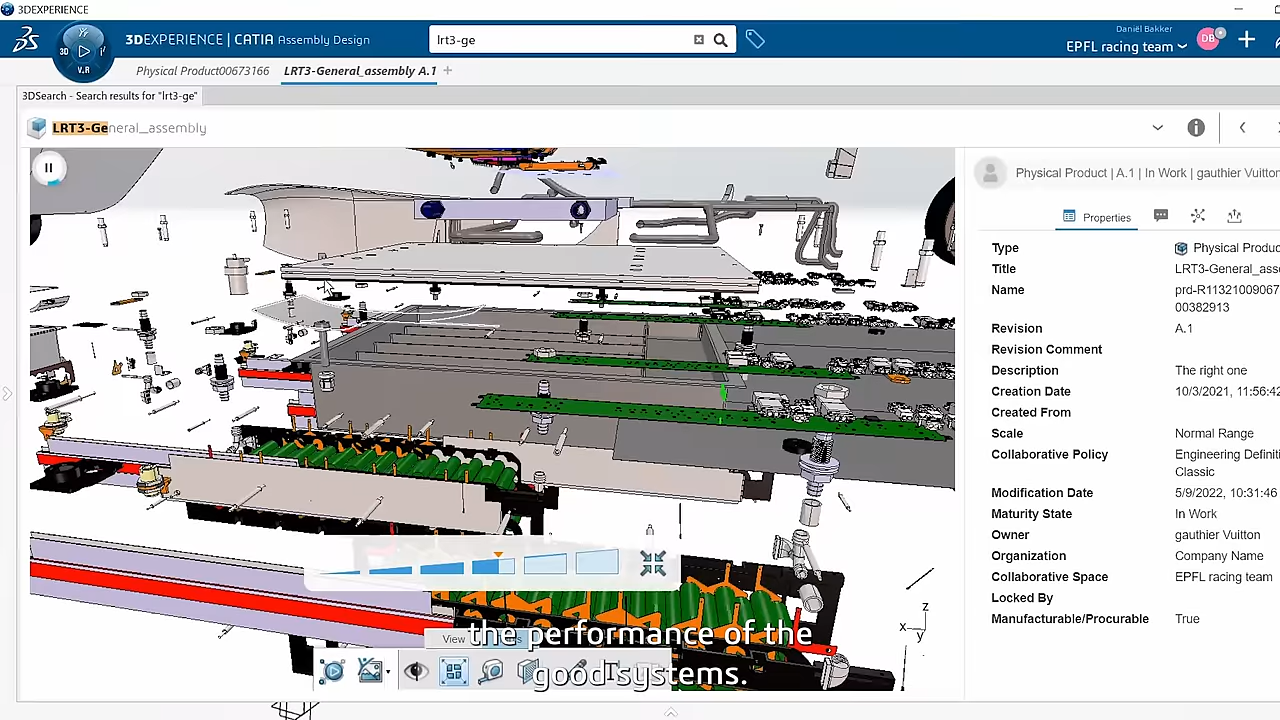 3DEXPERIENCE
3DEXPERIENCE | CATIA Assembly Design
lrt3-ge
Daniël Bakker
EPFL racing team
DB
3D
V.R
Physical Product00673166
LRT3-General_assembly A.1
3DSearch - Search results for "lrt3-ge"
LRT3-General_assembly
Physical Product | A.1 | In Work | gauthier Vuitton
Properties
Type Physical Produc
Title LRT3-General_asse
Name prd-R11321009067
00382913
Revision A.1
Revision Comment
Description The right one
Creation Date 10/3/2021, 11:56:42
Created From
Scale Normal Range
Collaborative Policy Engineering Definiti
Classic
Modification Date 5/9/2022, 10:31:46
Maturity State In Work
Owner gauthier Vuitton
Organization Company Name
Collaborative Space EPFL racing team
Locked By
Manufacturable/Procurable True
z
x
y
View
the performance of the
good systems.